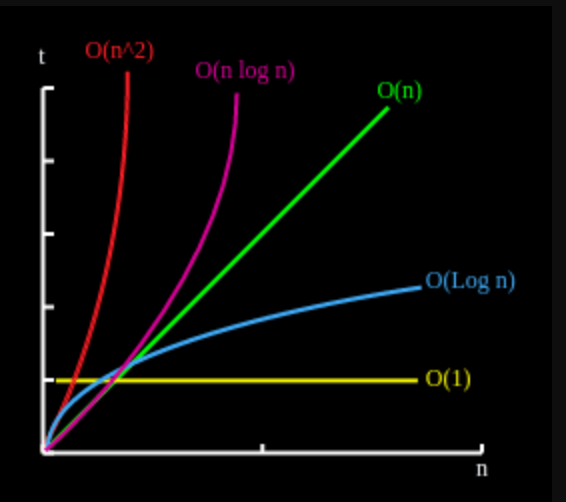 t
O(n^2)
O(n log n)
O(n)
O(Log n)
O(1)
n